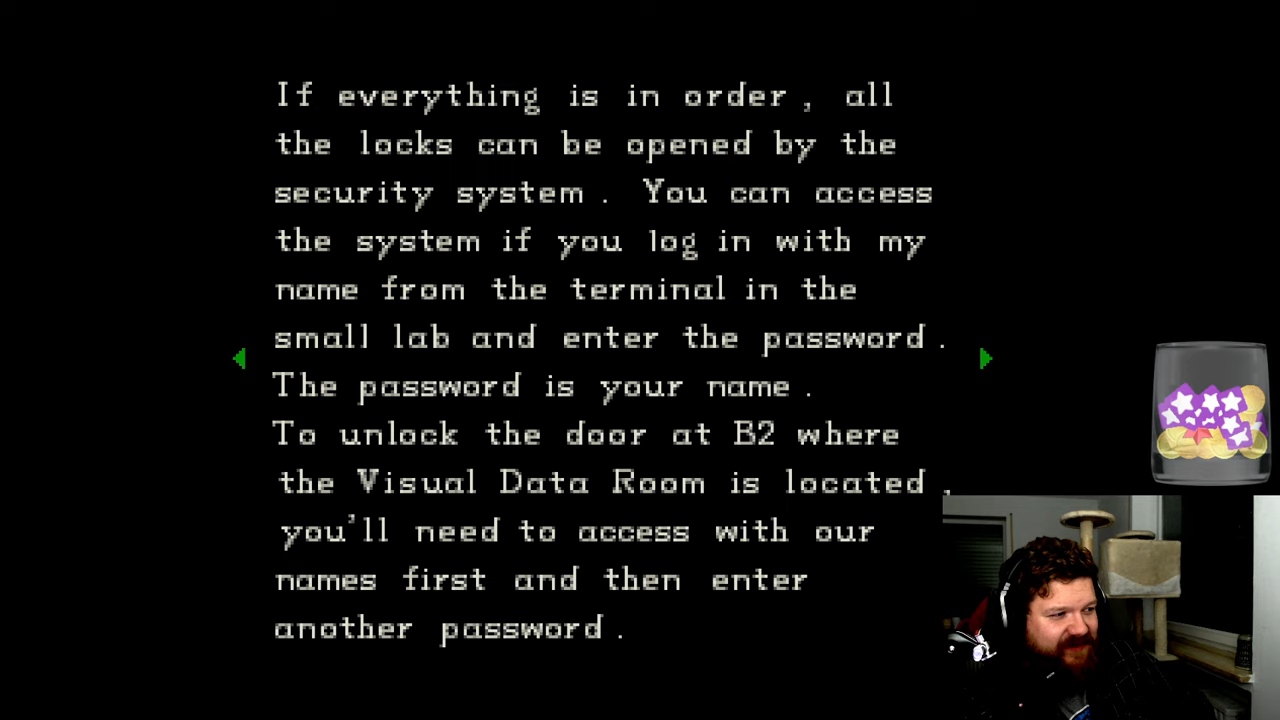 If everything is in order, all
the locks can be opened by the
security system. You can access
the system if you log in with my
name from the terminal in the
small lab and enter the password.
The password is your name.
To unlock the door at B2 where
the Visual Data Room is located,
you'll need to access with our
names first and then enter
another password.